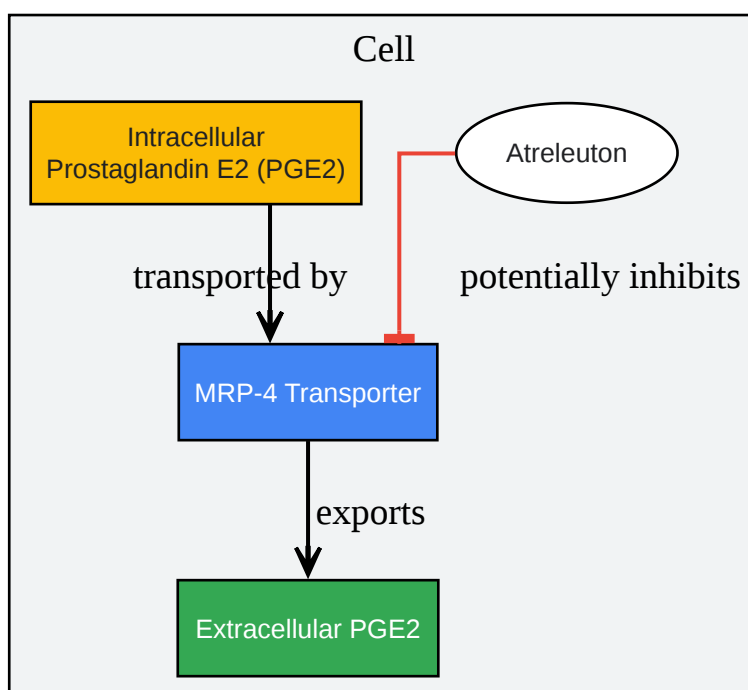 Cell
Intracellular
Prostaglandin E2 (PGE2)
Atreleuton
transported by
potentially inhibits
MRP-4 Transporter
exports
Extracellular PGE2